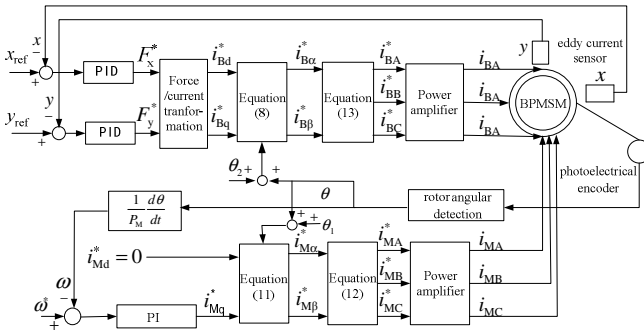 x
−
x_ref
+
PID
F_x^*
y
−
y_ref
+
PID
F_y^*
Force
/current
tranfor-
mation
i_Bd^*
i_Bq^*
Equation
(8)
i_Bα^*
i_Bβ^*
Equation
(13)
i_BA^*
i_BB^*
i_BC^*
Power
amplifier
i_BA
i_BA
i_BA
BPMSM
y
eddy current
sensor
x
photoelectrical
encoder
θ_2 +
+
θ
rotor angular
detection
1/P_M dθ/dt
+
+ θ_1
i_Md^* = 0
ω
−
ω^*
+
PI
i_Mq^*
Equation
(11)
i_Mα^*
i_Mβ^*
Equation
(12)
i_MA^*
i_MB^*
i_MC^*
Power
amplifier
i_MA
i_MB
i_MC